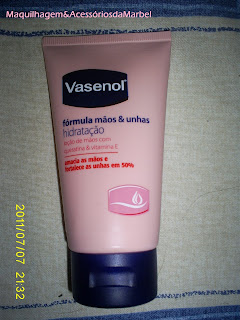 Maquilhagem&AcessóriosdaMarbel
Vasenol
fórmula mãos & unhas
hidratação
loção de mãos com
queratina & vitamina E
amacia as mãos e
fortalece as unhas em 50%
2011/07/07 21:32